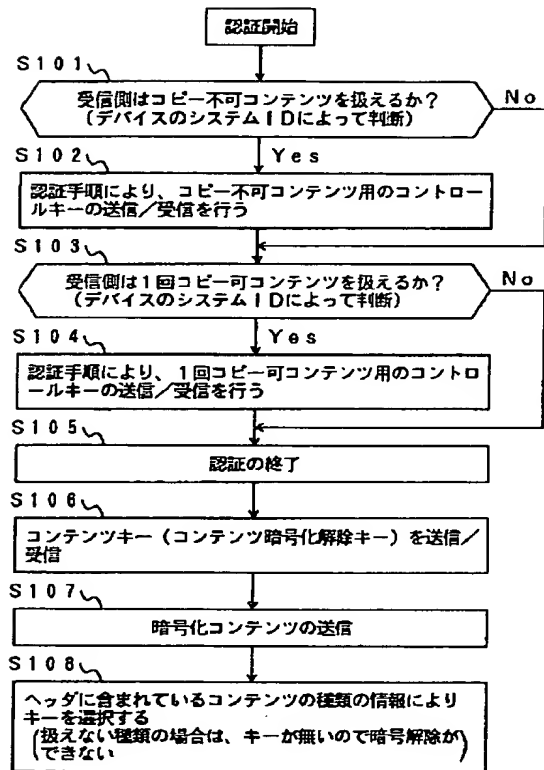 認証開始
S101
受信側はコピー不可コンテンツを扱えるか?
(デバイスのシステムIDによって判断)
No
Yes
S102
認証手順により、コピー不可コンテンツ用のコントロー
ルキーの送信/受信を行う
S103
受信側は1回コピー可コンテンツを扱えるか?
(デバイスのシステムIDによって判断)
No
Yes
S104
認証手順により、1回コピー可コンテンツ用のコントロ
ールキーの送信/受信を行う
S105
認証の終了
S106
コンテンツキー(コンテンツ暗号化解除キー)を送信/
受信
S107
暗号化コンテンツの送信
S108
ヘッダに含まれているコンテンツの種類の情報により
キーを選択する
(扱えない種類の場合は、キーが無いので暗号解除が
できない)